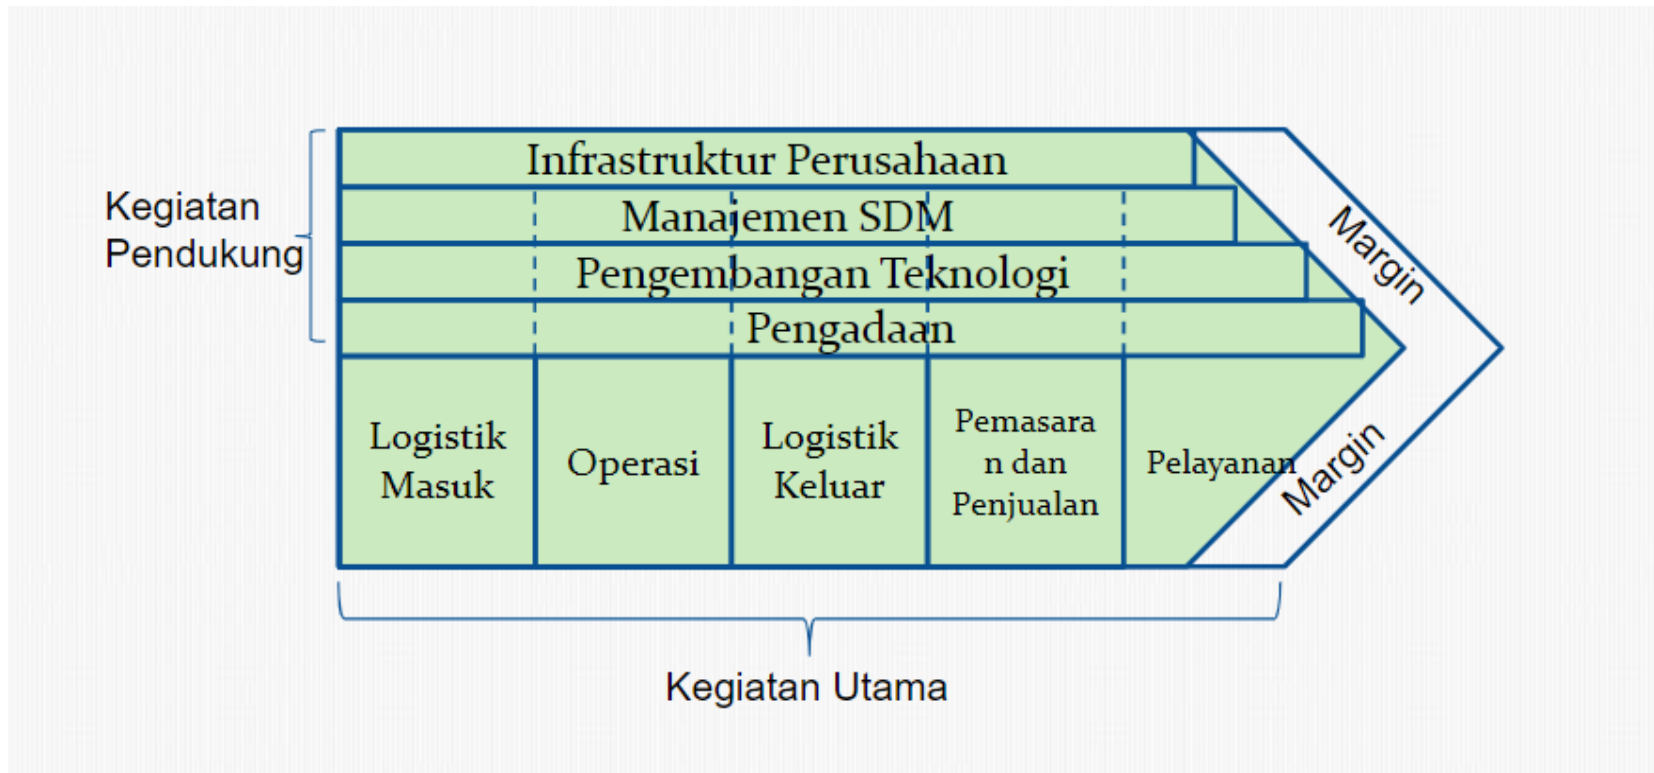 Infrastruktur Perusahaan
Kegiatan
Pendukung
Manajemen SDM
Pengembangan Teknologi
Pengadaan
Margin
Logistik
Masuk
Operasi
Logistik
Keluar
Pemasara
n dan
Penjualan
Pelayanan
Margin
Kegiatan Utama